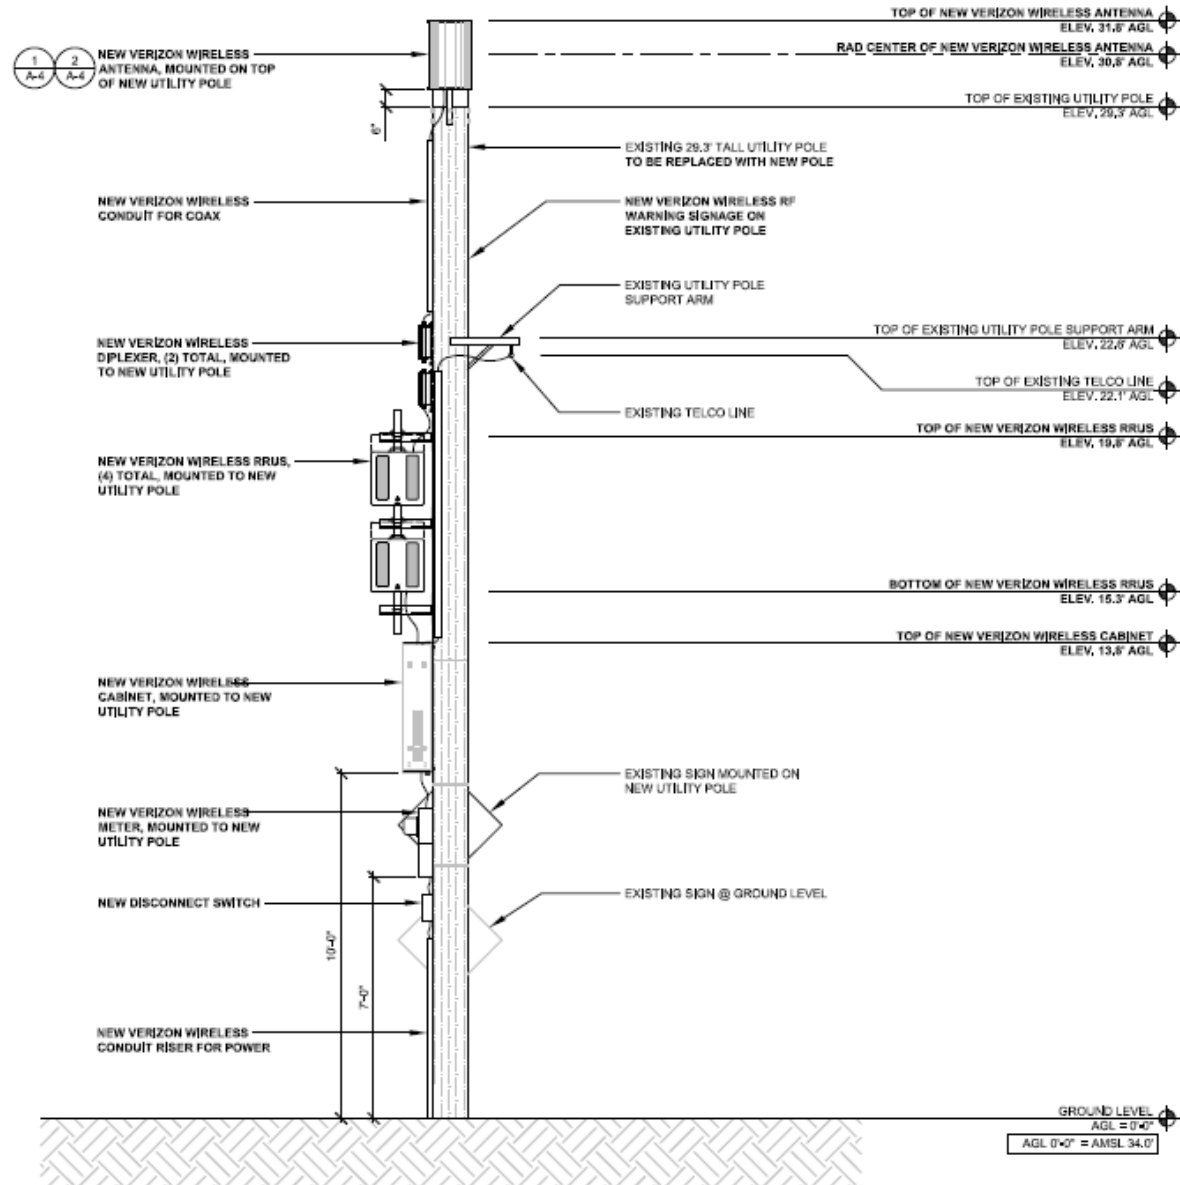 1
A-4
2
A-4
NEW VERIZON WIRELESS
ANTENNA, MOUNTED ON TOP
OF NEW UTILITY POLE
6"
NEW VERIZON WIRELESS
CONDUIT FOR COAX
NEW VERIZON WIRELESS
DIPLEXER, (2) TOTAL, MOUNTED
TO NEW UTILITY POLE
NEW VERIZON WIRELESS RRUS,
(4) TOTAL, MOUNTED TO NEW
UTILITY POLE
NEW VERIZON WIRELESS
CABINET, MOUNTED TO NEW
UTILITY POLE
NEW VERIZON WIRELESS
METER, MOUNTED TO NEW
UTILITY POLE
NEW DISCONNECT SWITCH
10'-0"
7'-0"
NEW VERIZON WIRELESS
CONDUIT RISER FOR POWER
EXISTING 29.3' TALL UTILITY POLE
TO BE REPLACED WITH NEW POLE
NEW VERIZON WIRELESS RF
WARNING SIGNAGE ON
EXISTING UTILITY POLE
EXISTING UTILITY POLE
SUPPORT ARM
EXISTING TELCO LINE
EXISTING SIGN MOUNTED ON
NEW UTILITY POLE
EXISTING SIGN @ GROUND LEVEL
TOP OF NEW VERIZON WIRELESS ANTENNA
ELEV. 31.8' AGL
RAD CENTER OF NEW VERIZON WIRELESS ANTENNA
ELEV. 30.8' AGL
TOP OF EXISTING UTILITY POLE
ELEV. 29.3' AGL
TOP OF EXISTING UTILITY POLE SUPPORT ARM
ELEV. 22.6' AGL
TOP OF EXISTING TELCO LINE
ELEV. 22.1' AGL
TOP OF NEW VERIZON WIRELESS RRUS
ELEV. 19.8' AGL
BOTTOM OF NEW VERIZON WIRELESS RRUS
ELEV. 15.3' AGL
TOP OF NEW VERIZON WIRELESS CABINET
ELEV. 13.8' AGL
GROUND LEVEL
AGL = 0'-0"
AGL 0'-0" = AMSL 34.0'